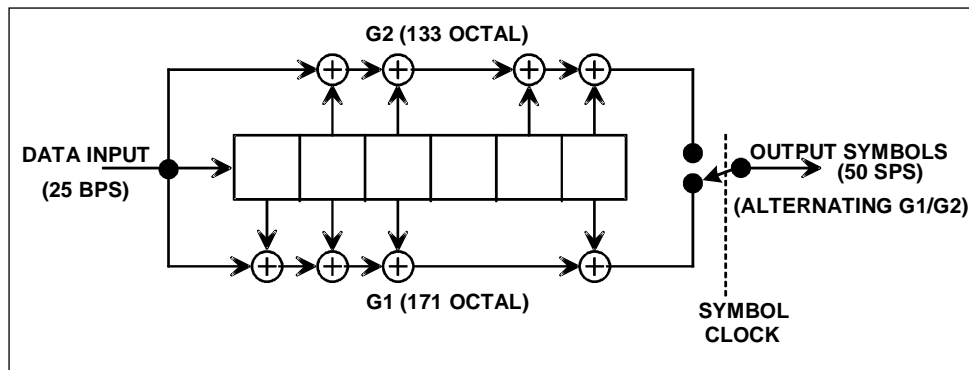 G2 (133 OCTAL)
DATA INPUT
(25 BPS)
OUTPUT SYMBOLS
(50 SPS)
(ALTERNATING G1/G2)
G1 (171 OCTAL)
SYMBOL
CLOCK